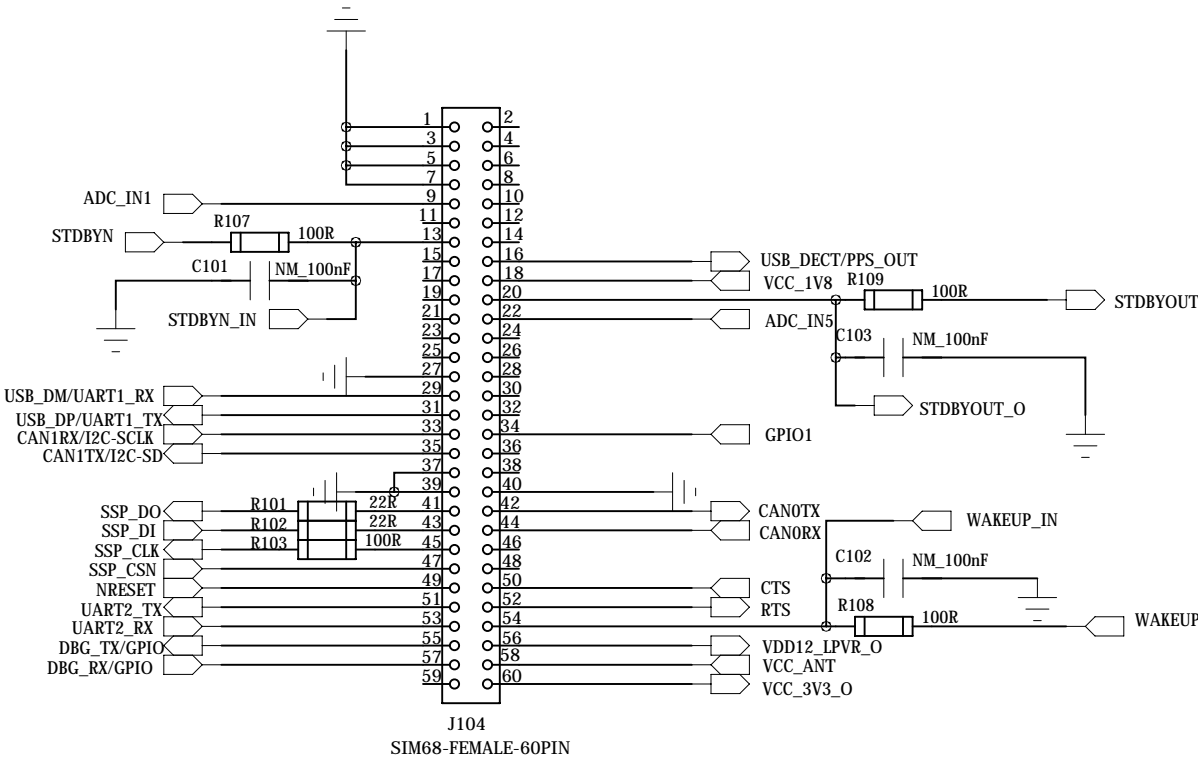 1 2
3 4
5 6
7 8
ADC_IN1 9 10
11 12
R107
STDBYN 100R 13 14
15 16 USB_DECT/PPS_OUT
C101 NM_100nF 17 18 VCC_1V8 R109
19 20 100R STDBYOUT
STDBYN_IN 21 22 ADC_IN5
23 24 C103 NM_100nF
25 26
27 28
USB_DM/UART1_RX 29 30
USB_DP/UART1_TX 31 32 STDBYOUT_O
CAN1RX/I2C-SCLK 33 34 GPIO1
CAN1TX/I2C-SD 35 36
37 38
39 40
SSP_DO R101 22R 41 42 CAN0TX
SSP_DI R102 22R 43 44 CAN0RX WAKEUP_IN
SSP_CLK R103 100R 45 46
SSP_CSN 47 48 C102 NM_100nF
NRESET 49 50 CTS
UART2_TX 51 52 RTS R108
UART2_RX 53 54 100R WAKEUP
DBG_TX/GPIO 55 56 VDD12_LPVR_O
DBG_RX/GPIO 57 58 VCC_ANT
59 60 VCC_3V3_O
J104
SIM68-FEMALE-60PIN